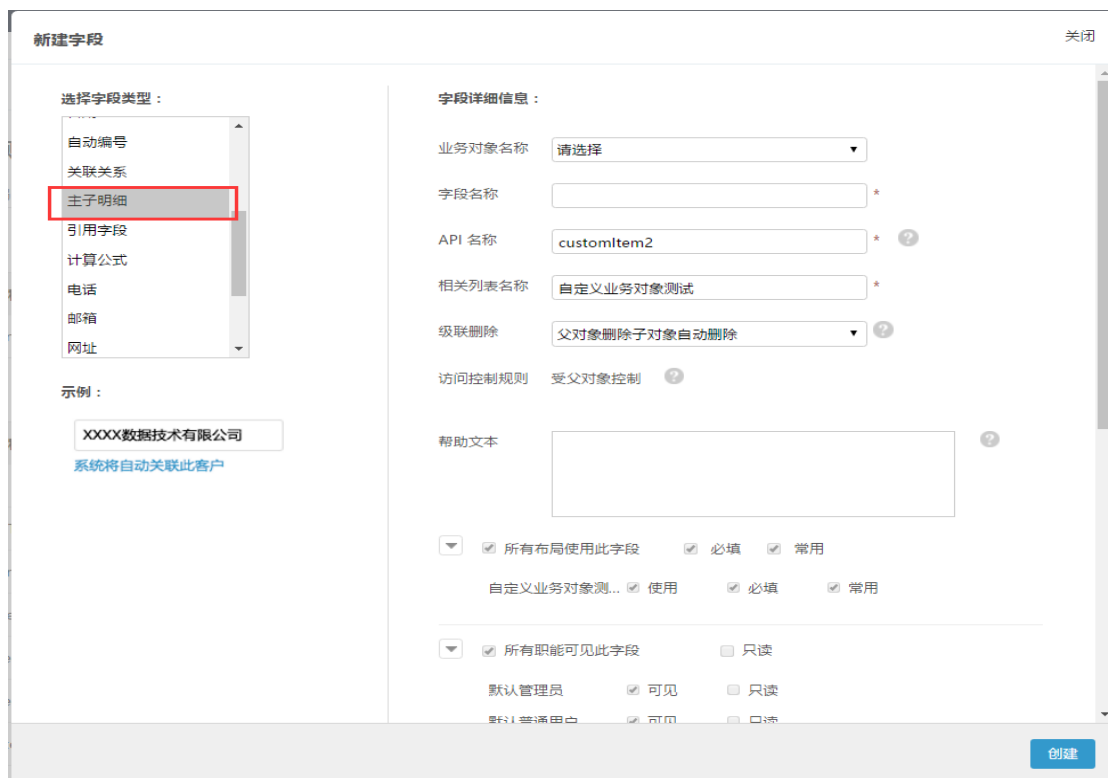 新建字段
关闭
选择字段类型：
自动编号
关联关系
主子明细
引用字段
计算公式
电话
邮箱
网址
示例：
XXXX数据技术有限公司
系统将自动关联此客户
字段详细信息：
业务对象名称 请选择
字段名称 *
API 名称 customItem2 * ?
相关列表名称 自定义业务对象测试 *
级联删除 父对象删除子对象自动删除 ?
访问控制规则 受父对象控制 ?
帮助文本 ?
所有布局使用此字段 必填 常用
自定义业务对象测... 使用 必填 常用
所有职能可见此字段 只读
默认管理员 可见 只读
默认普通用户 可见 只读
创建